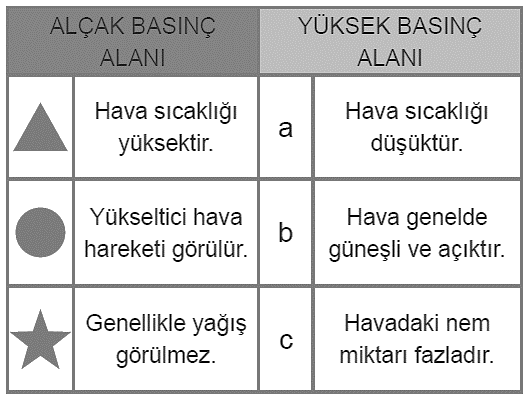 ALÇAK BASINÇ
ALANI
YÜKSEK BASINÇ
ALANI
Hava sıcaklığı
yüksektir.
a
Hava sıcaklığı
düşüktür.
Yükseltici hava
hareketi görülür.
b
Hava genelde
güneşli ve açıktır.
Genellikle yağış
görülmez.
c
Havadaki nem
miktarı fazladır.